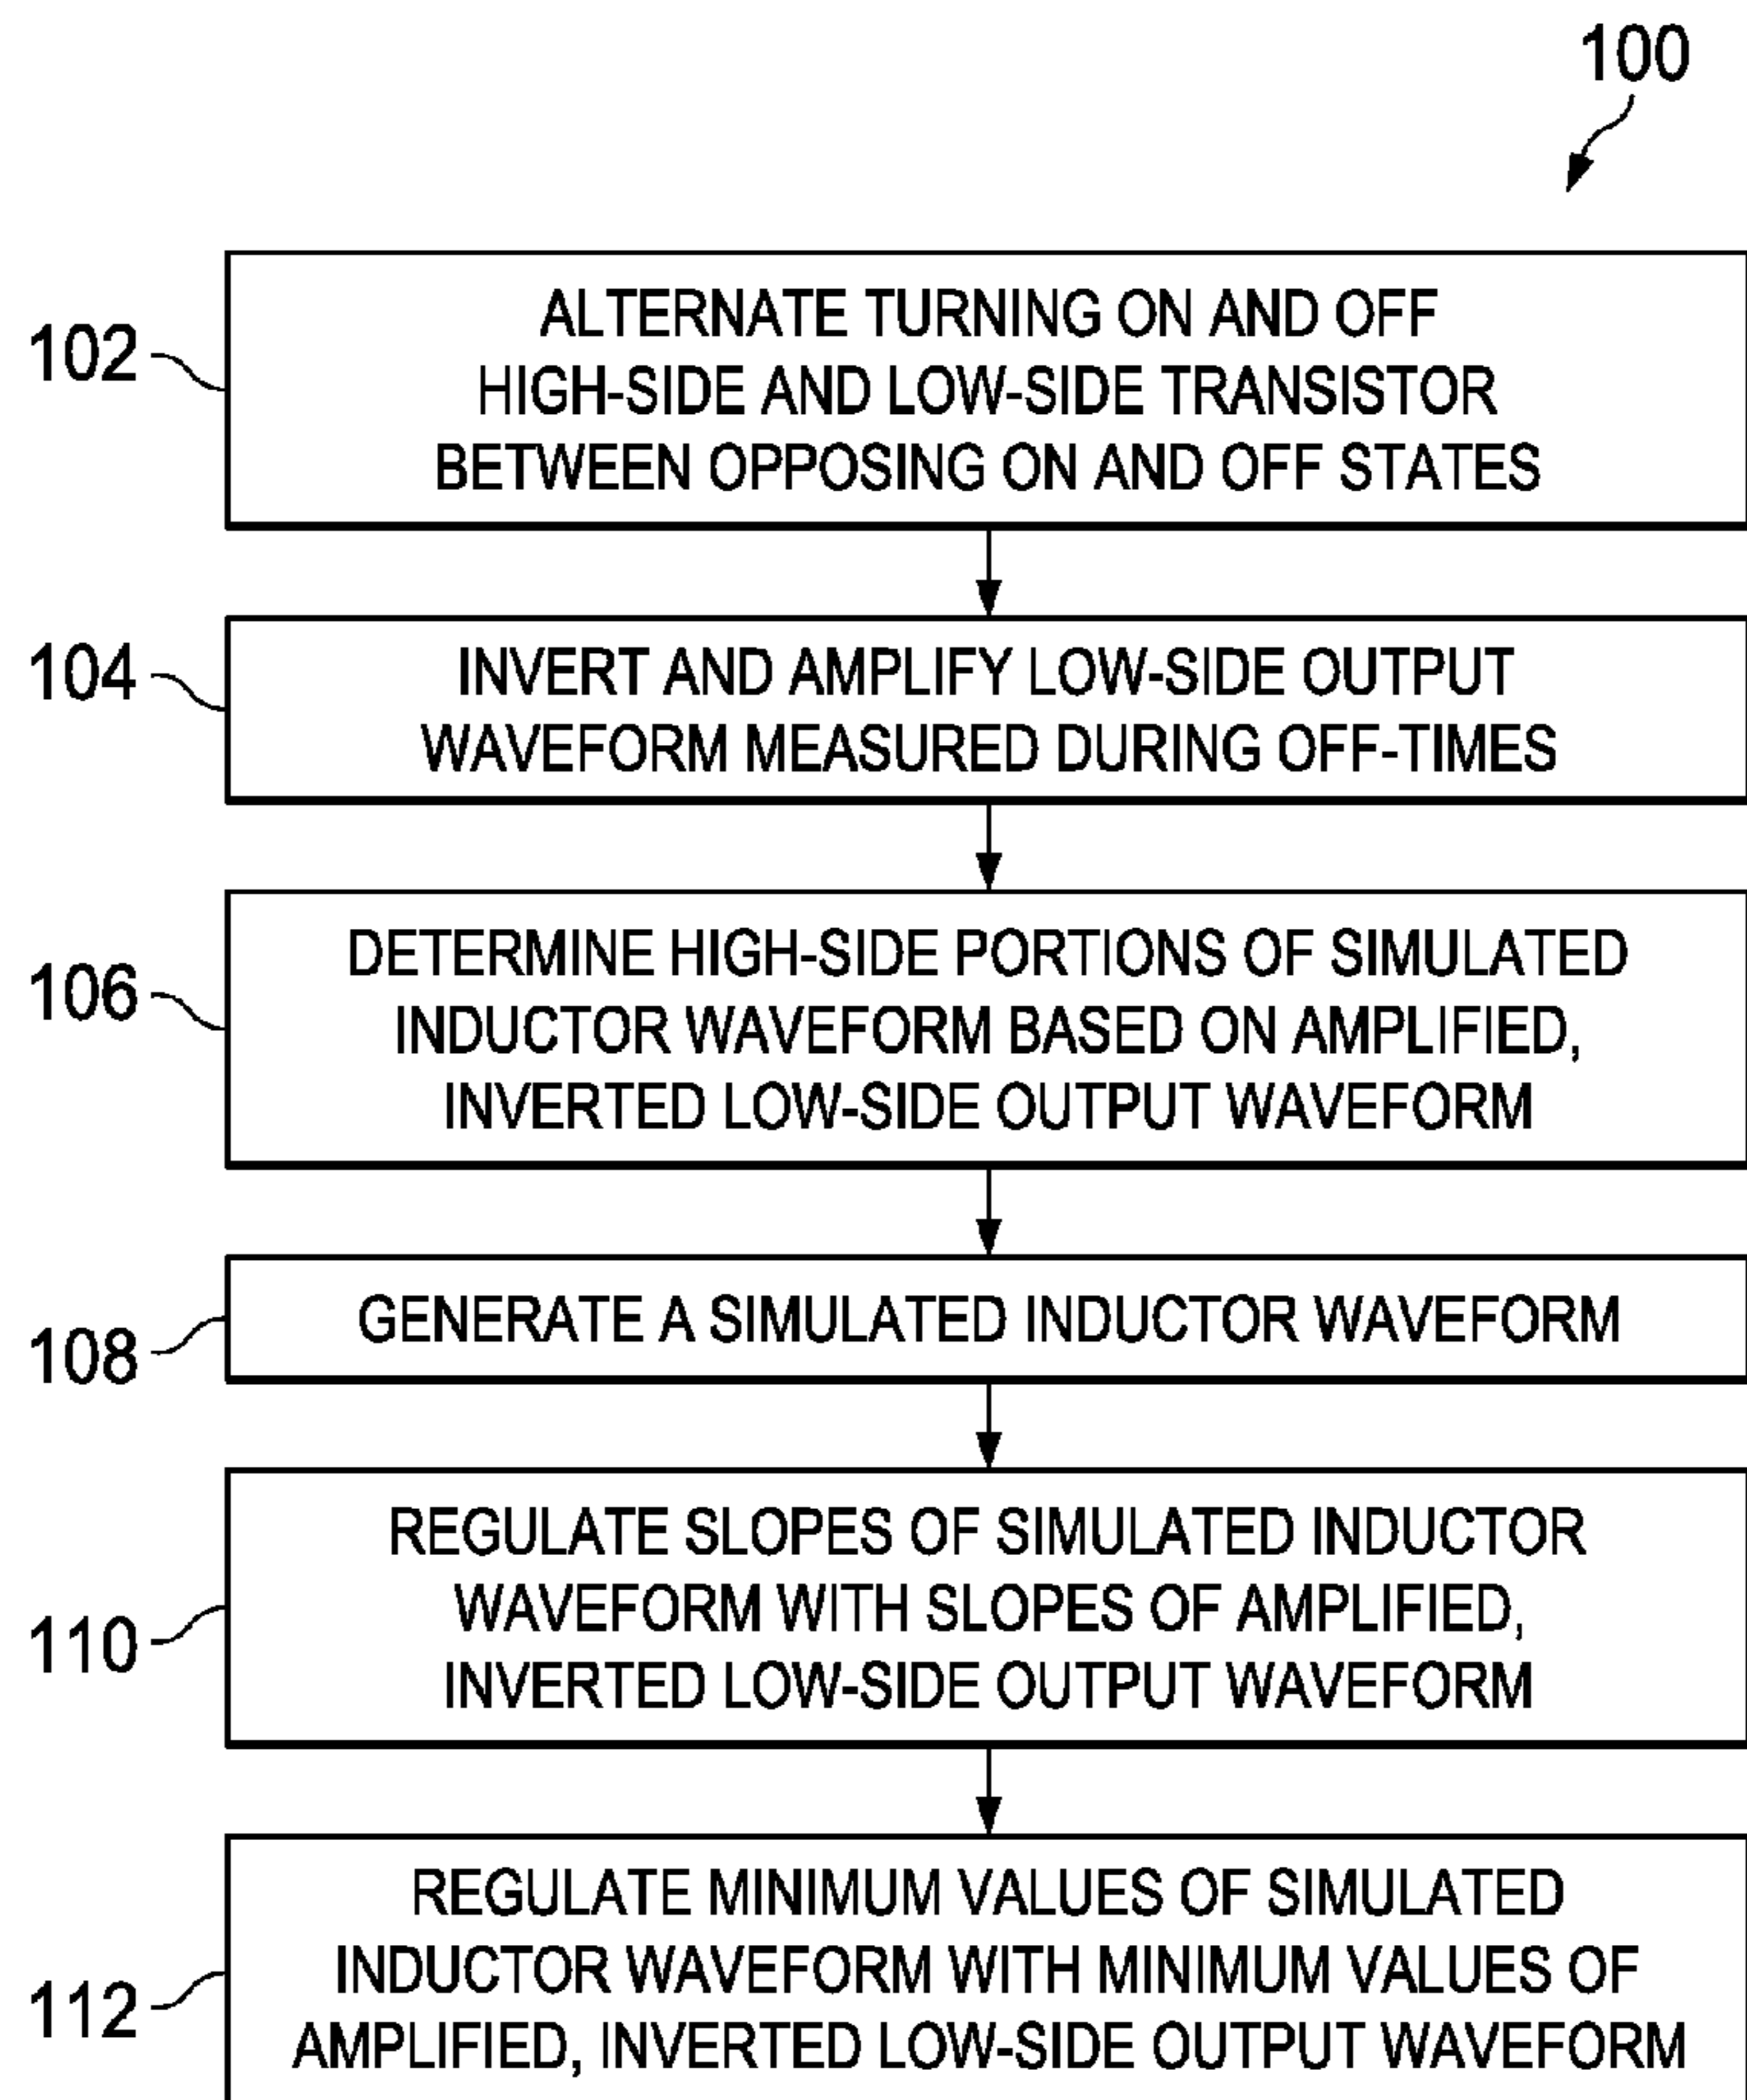 100
102
ALTERNATE TURNING ON AND OFF
HIGH-SIDE AND LOW-SIDE TRANSISTOR
BETWEEN OPPOSING ON AND OFF STATES
104
INVERT AND AMPLIFY LOW-SIDE OUTPUT
WAVEFORM MEASURED DURING OFF-TIMES
106
DETERMINE HIGH-SIDE PORTIONS OF SIMULATED
INDUCTOR WAVEFORM BASED ON AMPLIFIED,
INVERTED LOW-SIDE OUTPUT WAVEFORM
108
GENERATE A SIMULATED INDUCTOR WAVEFORM
110
REGULATE SLOPES OF SIMULATED INDUCTOR
WAVEFORM WITH SLOPES OF AMPLIFIED,
INVERTED LOW-SIDE OUTPUT WAVEFORM
112
REGULATE MINIMUM VALUES OF SIMULATED
INDUCTOR WAVEFORM WITH MINIMUM VALUES OF
AMPLIFIED, INVERTED LOW-SIDE OUTPUT WAVEFORM